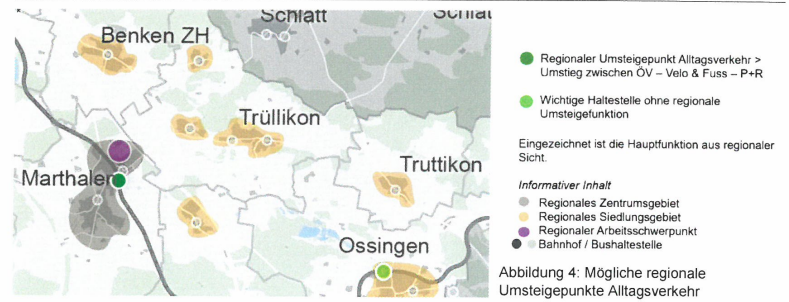 Schlatt
Schlatt
Benken ZH
Trüllikon
Truttikon
Marthalen
Ossingen
Regionaler Umsteigepunkt Alltagsverkehr >
Umstieg zwischen ÖV – Velo & Fuss – P+R
Wichtige Haltestelle ohne regionale
Umsteigefunktion
Eingezeichnet ist die Hauptfunktion aus regionaler
Sicht.
Informativer Inhalt
Regionales Zentrumsgebiet
Regionales Siedlungsgebiet
Regionaler Arbeitsschwerpunkt
Bahnhof / Bushaltestelle
Abbildung 4: Mögliche regionale
Umsteigepunkte Alltagsverkehr